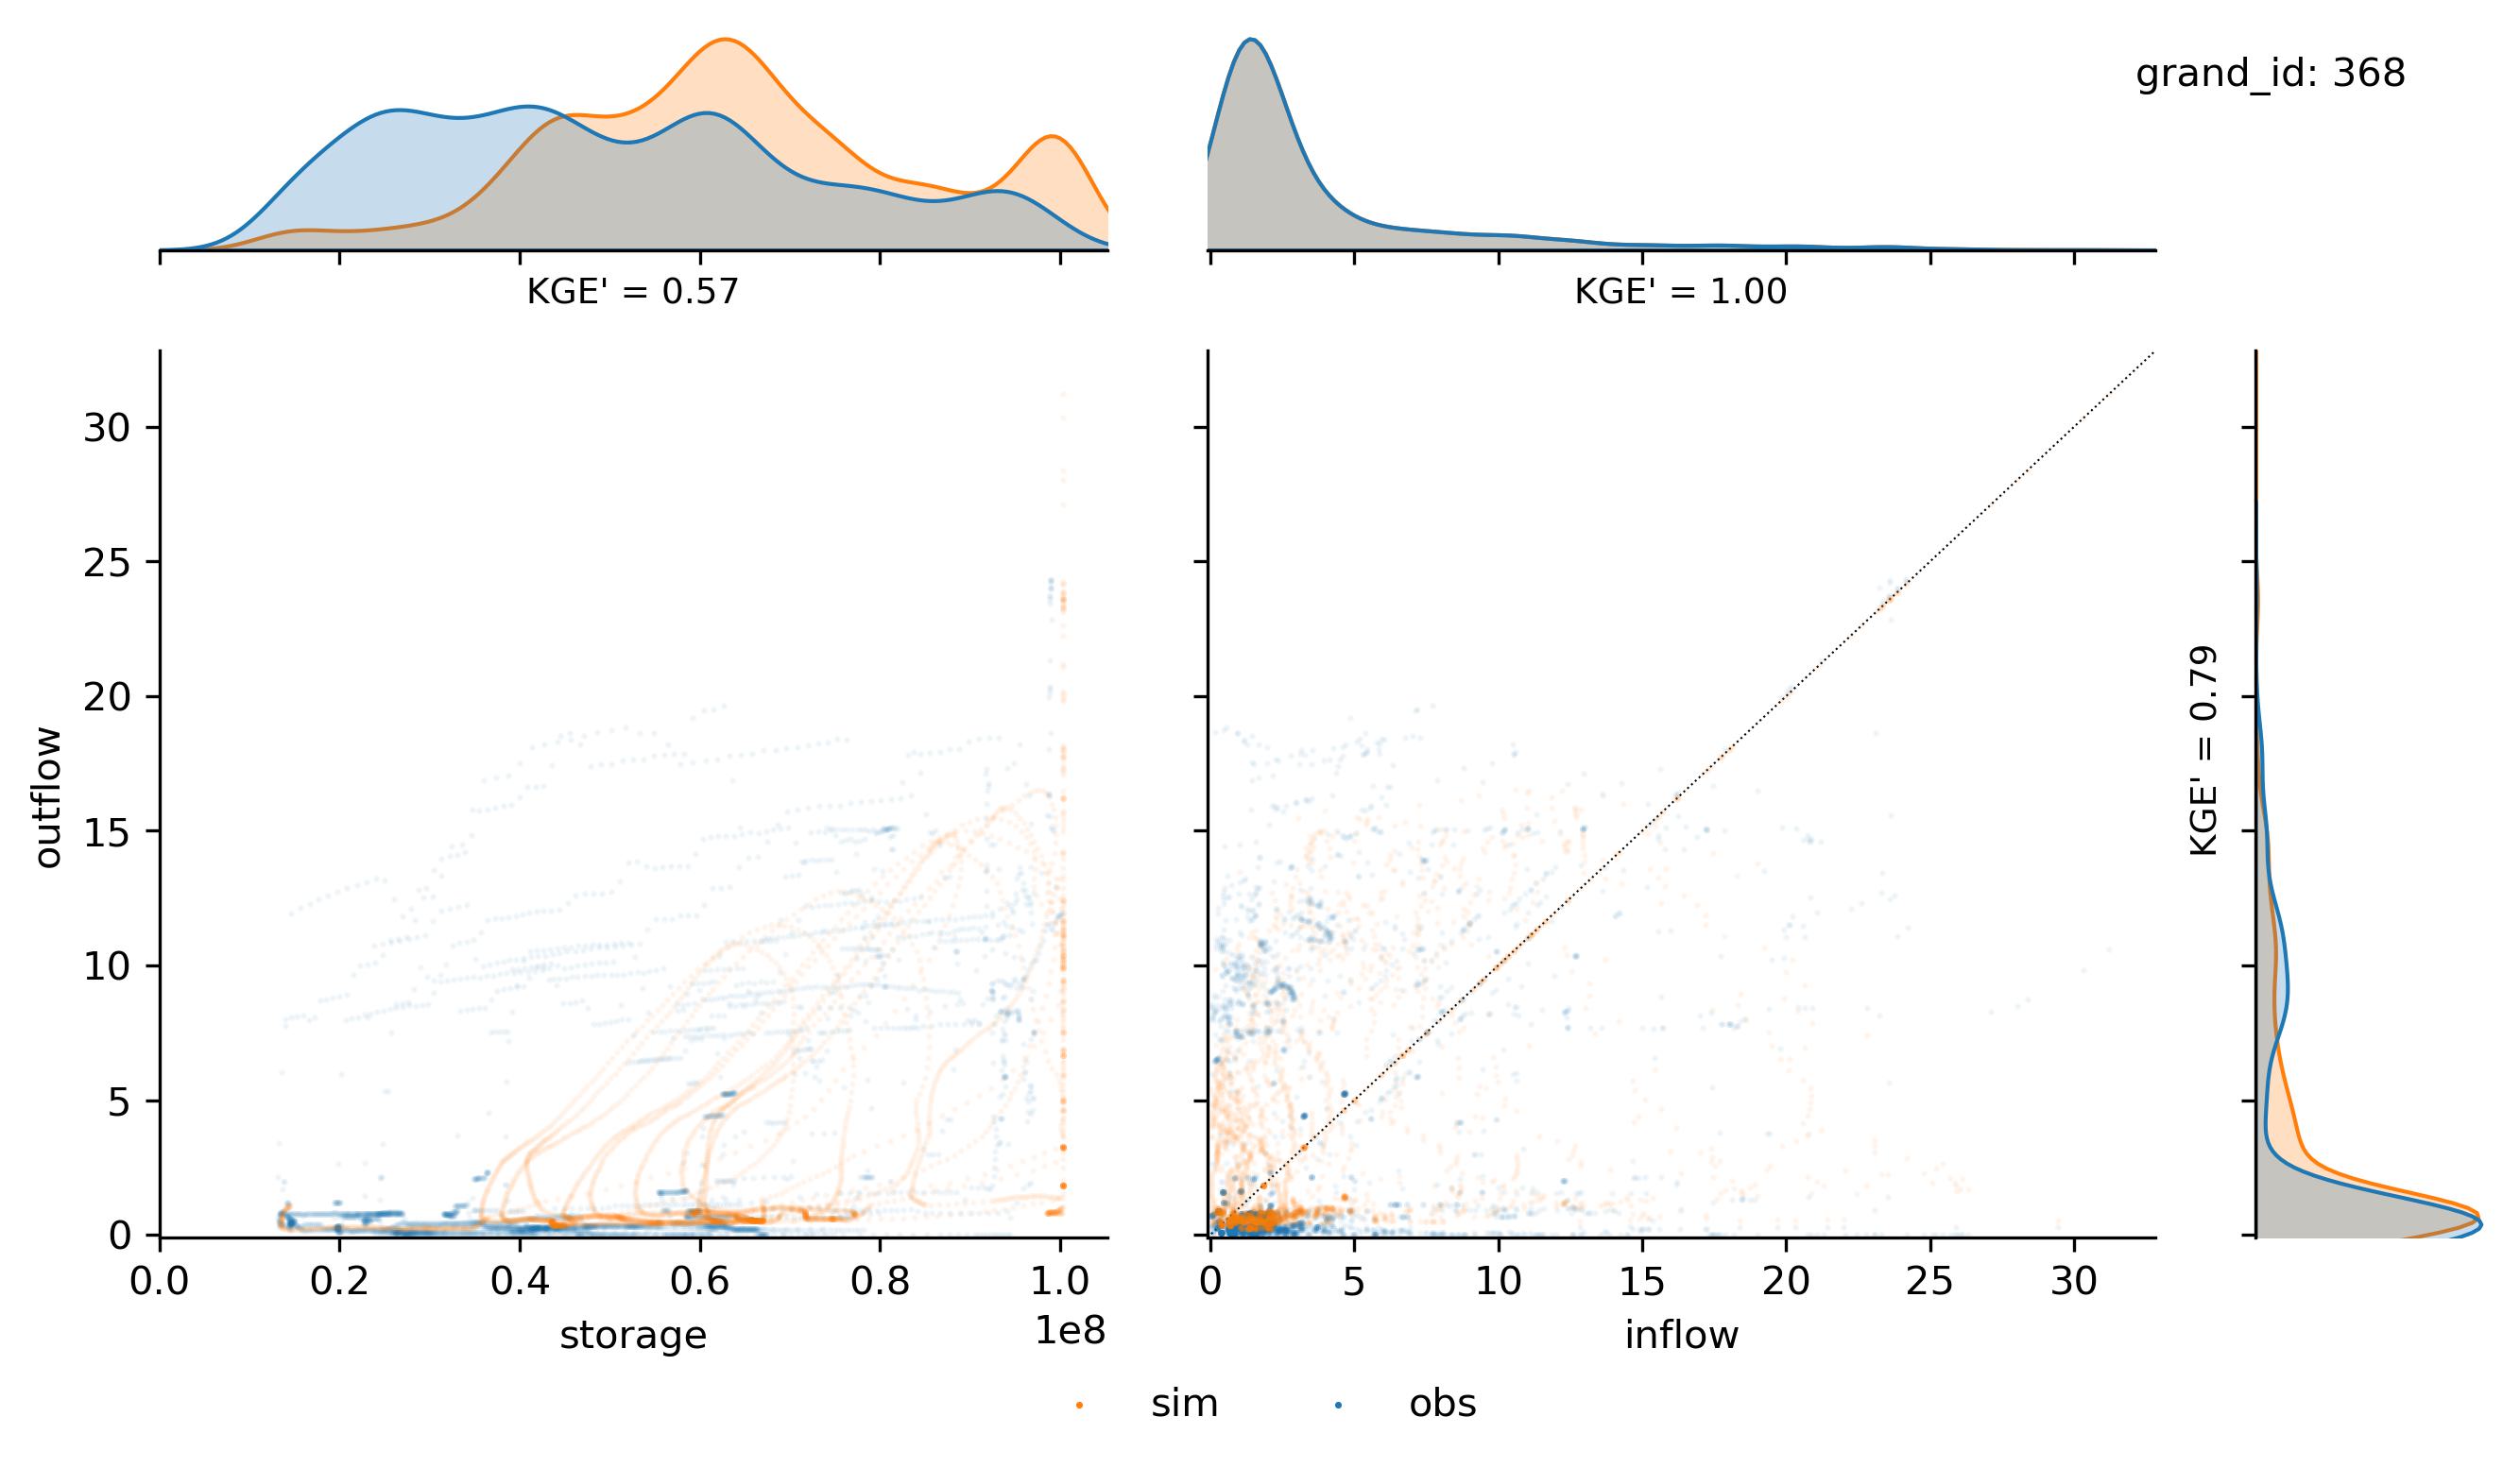 grand_id: 368
KGE' = 0.57
KGE' = 1.00
30
25
20
15
10
5
0
outflow
KGE' = 0.79
0.0 0.2 0.4 0.6 0.8 1.0
1e8
storage
0 5 10 15 20 25 30
inflow
sim obs